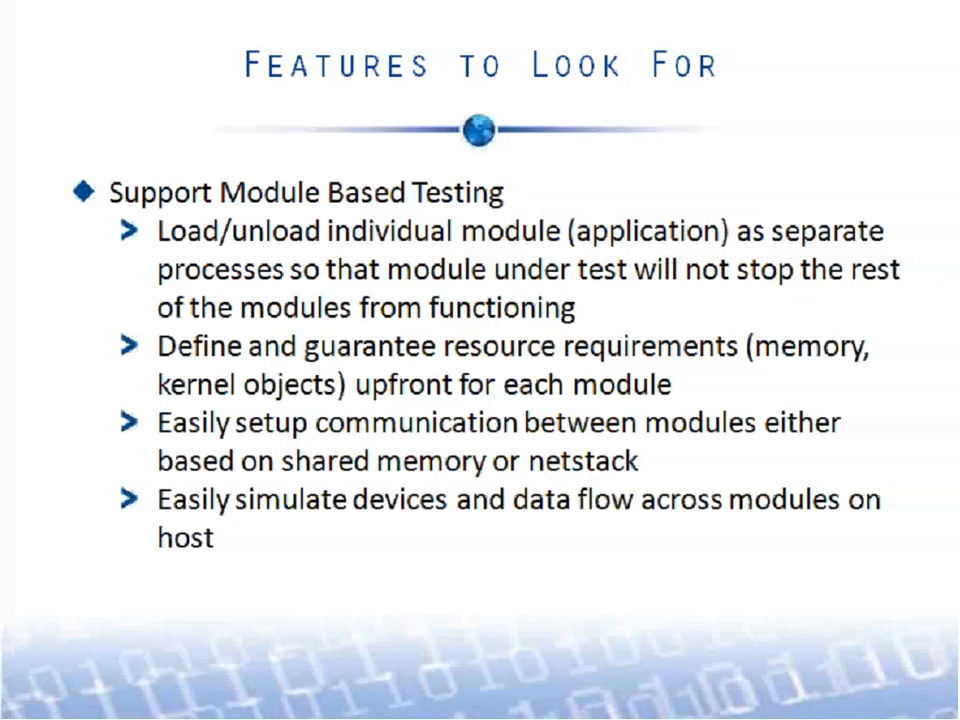 FEATURES TO LOOK FOR
Support Module Based Testing
Load/unload individual module (application) as separate
processes so that module under test will not stop the rest
of the modules from functioning
Define and guarantee resource requirements (memory,
kernel objects) upfront for each module
Easily setup communication between modules either
based on shared memory or netstack
Easily simulate devices and data flow across modules on
host